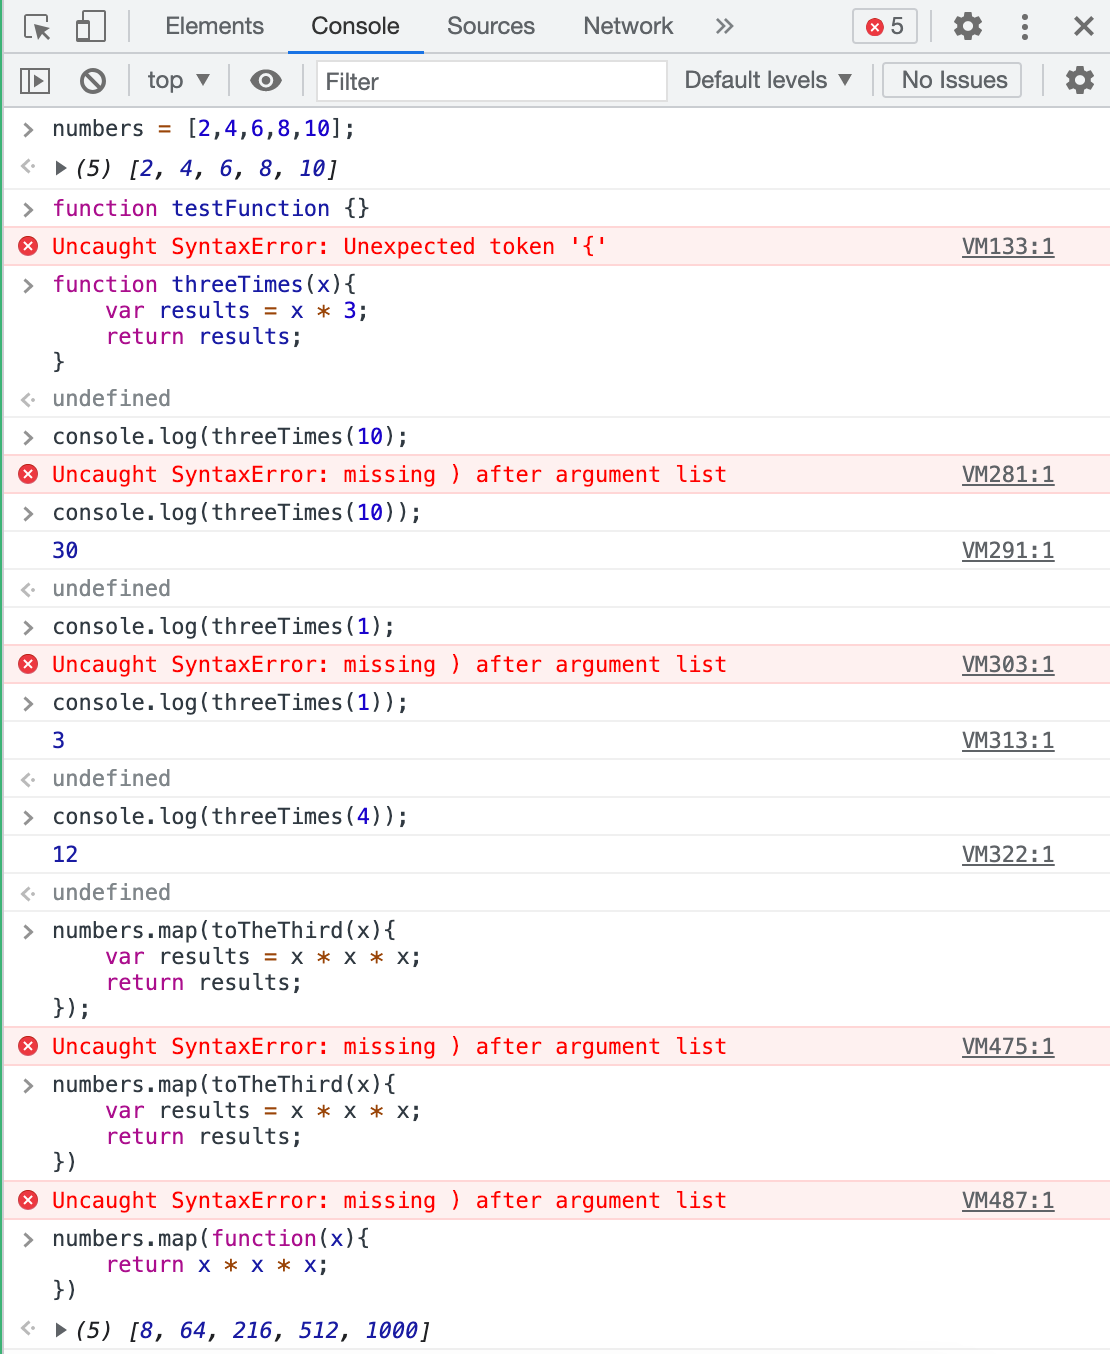 Elements Console Sources Network » 5
top ▼ Filter Default levels ▼ No Issues
> numbers = [2,4,6,8,10];
(5) [2, 4, 6, 8, 10]
> function testFunction {}
Uncaught SyntaxError: Unexpected token '{' VM133:1
> function threeTimes(x){
    var results = x * 3;
    return results;
}
undefined
> console.log(threeTimes(10);
Uncaught SyntaxError: missing ) after argument list VM281:1
> console.log(threeTimes(10));
30 VM291:1
undefined
> console.log(threeTimes(1);
Uncaught SyntaxError: missing ) after argument list VM303:1
> console.log(threeTimes(1));
3 VM313:1
undefined
> console.log(threeTimes(4));
12 VM322:1
undefined
> numbers.map(toTheThird(x){
    var results = x * x * x;
    return results;
});
Uncaught SyntaxError: missing ) after argument list VM475:1
> numbers.map(toTheThird(x){
    var results = x * x * x;
    return results;
})
Uncaught SyntaxError: missing ) after argument list VM487:1
> numbers.map(function(x){
    return x * x * x;
})
(5) [8, 64, 216, 512, 1000]